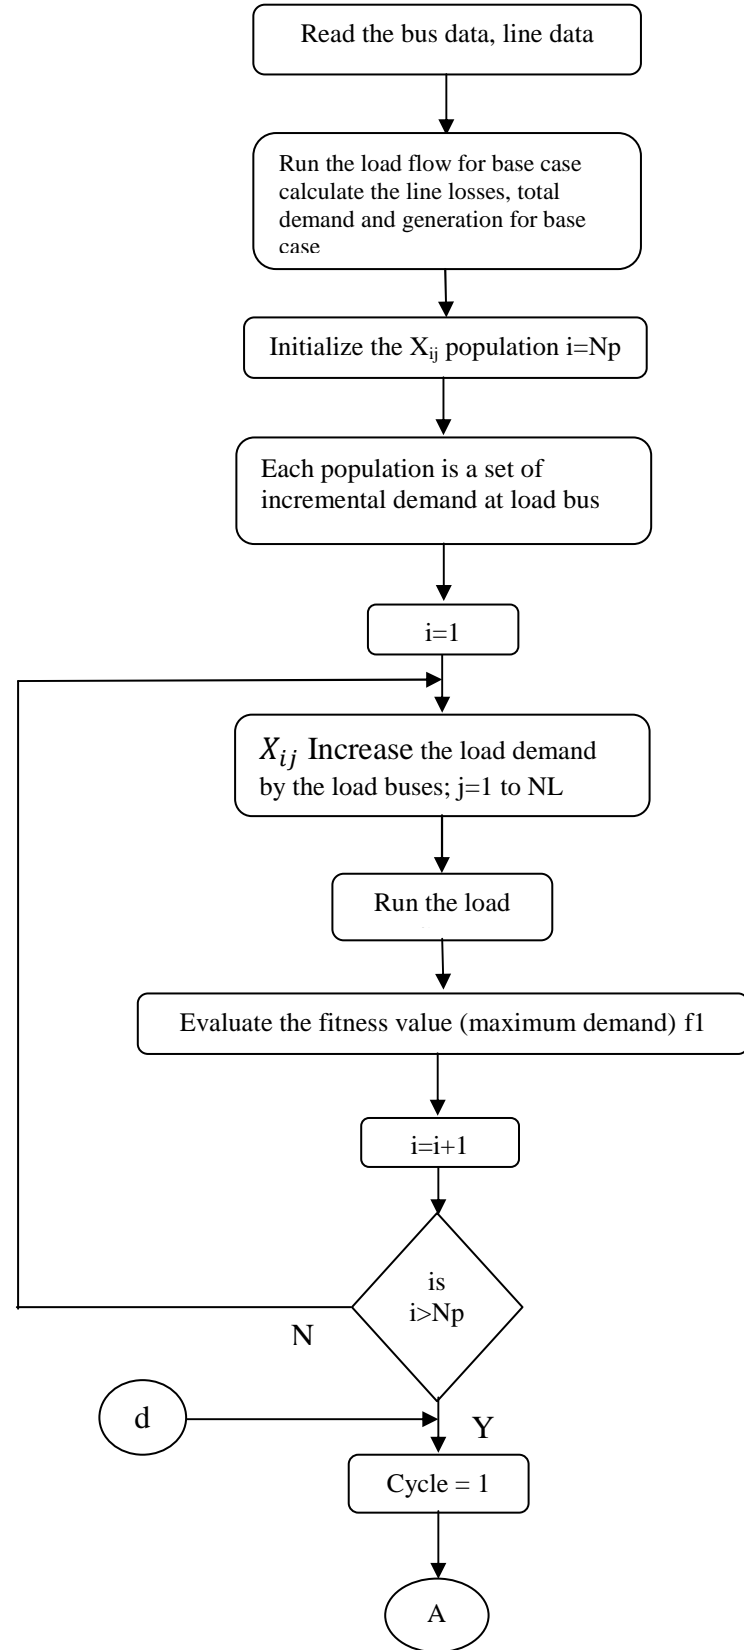 Read the bus data, line data
Run the load flow for base case
calculate the line losses, total
demand and generation for base
case
Initialize the Xij population i=Np
Each population is a set of
incremental demand at load bus
i=1
Xij Increase the load demand
by the load buses; j=1 to NL
Run the load
Evaluate the fitness value (maximum demand) f1
i=i+1
is
i>Np
N
d
Y
Cycle = 1
A